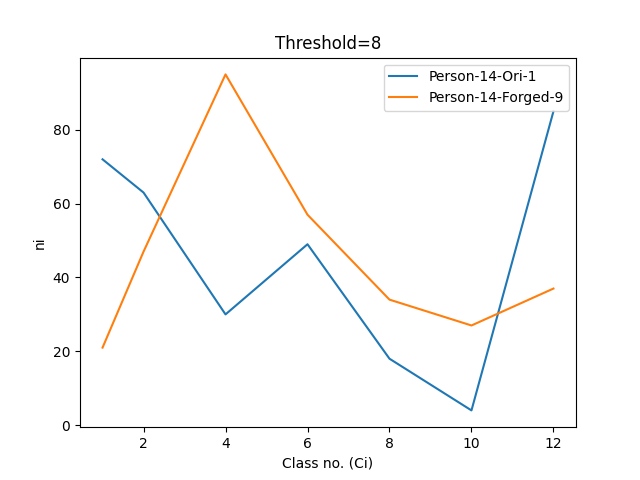 Threshold=8
Person-14-Ori-1
Person-14-Forged-9
ni
80
60
40
20
0
2 4 6 8 10 12
Class no. (Ci)